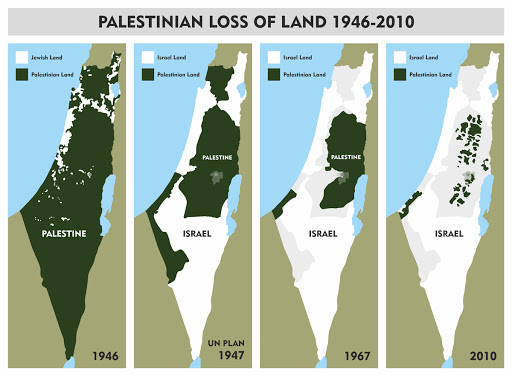 PALESTINIAN LOSS OF LAND 1946-2010
Jewish Land
Palestinian Land
PALESTINE
1946
Israel Land
Palestinian Land
PALESTINE
ISRAEL
UN PLAN
1947
Israel Land
Palestinian Land
PALESTINE
ISRAEL
1967
Israel Land
Palestinian Land
ISRAEL
2010